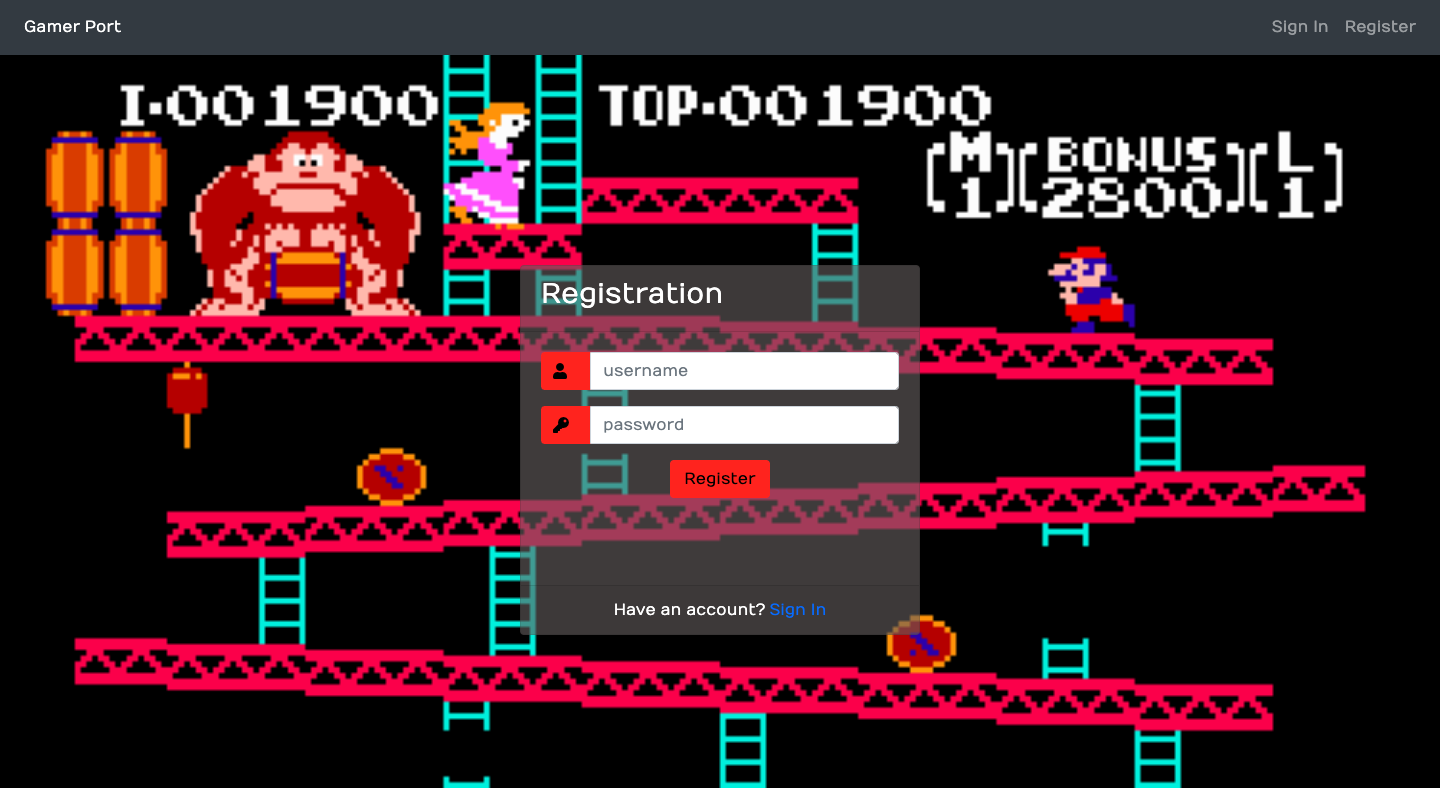 Gamer Port
Sign In Register
I·001900 TOP·001900
[M][BONUS][L]
[1][2800][1]
Registration
username
password
Register
Have an account? Sign In